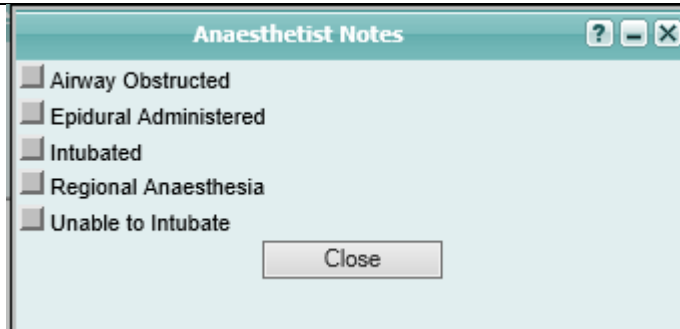 Anaesthetist Notes ?
Airway Obstructed
Epidural Administered
Intubated
Regional Anaesthesia
Unable to Intubate
Close